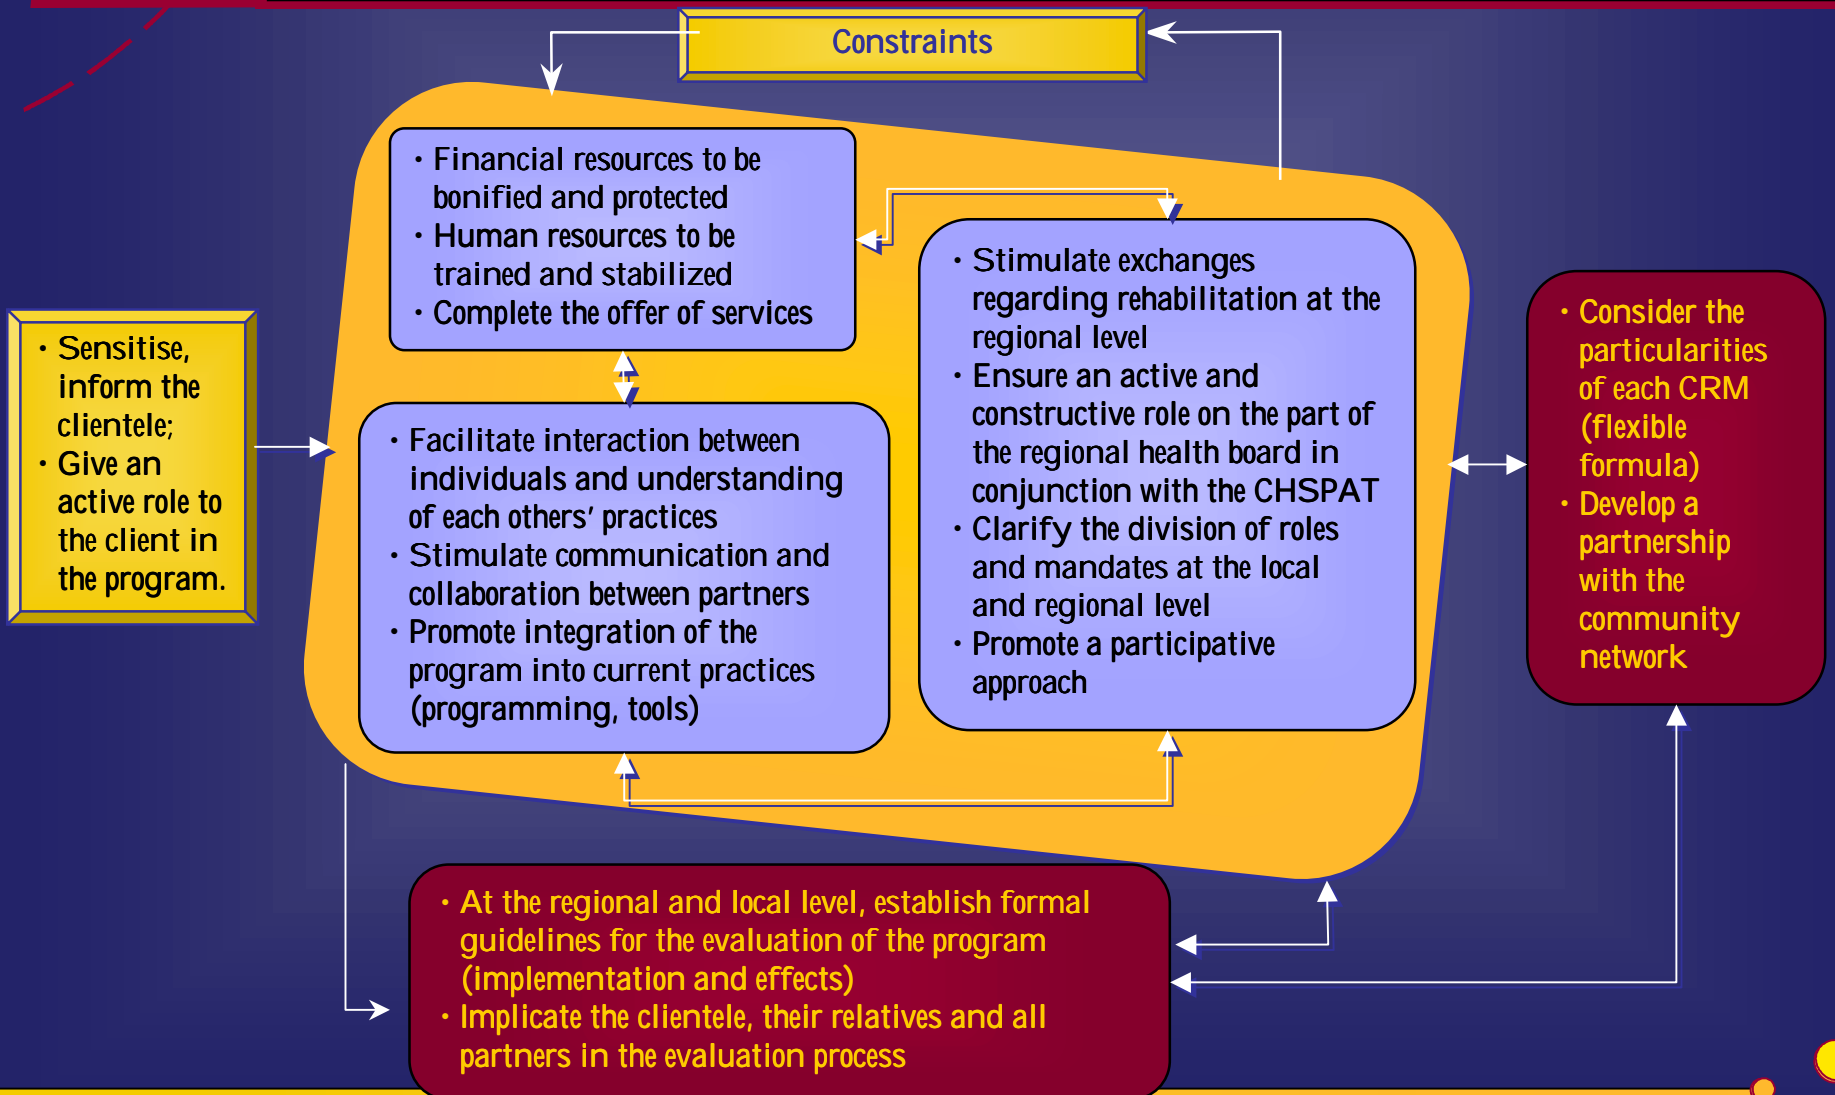 Constraints
• Financial resources to be
bonified and protected
• Human resources to be
trained and stabilized
• Complete the offer of services
• Stimulate exchanges
regarding rehabilitation at the
regional level
• Ensure an active and
constructive role on the part of
the regional health board in
conjunction with the CHSPAT
• Clarify the division of roles
and mandates at the local
and regional level
• Promote a participative
approach
• Sensitise,
inform the
clientele;
• Give an
active role to
the client in
the program.
• Facilitate interaction between
individuals and understanding
of each others’ practices
• Stimulate communication and
collaboration between partners
• Promote integration of the
program into current practices
(programming, tools)
• Consider the
particularities
of each CRM
(flexible
formula)
• Develop a
partnership
with the
community
network
• At the regional and local level, establish formal
guidelines for the evaluation of the program
(implementation and effects)
• Implicate the clientele, their relatives and all
partners in the evaluation process